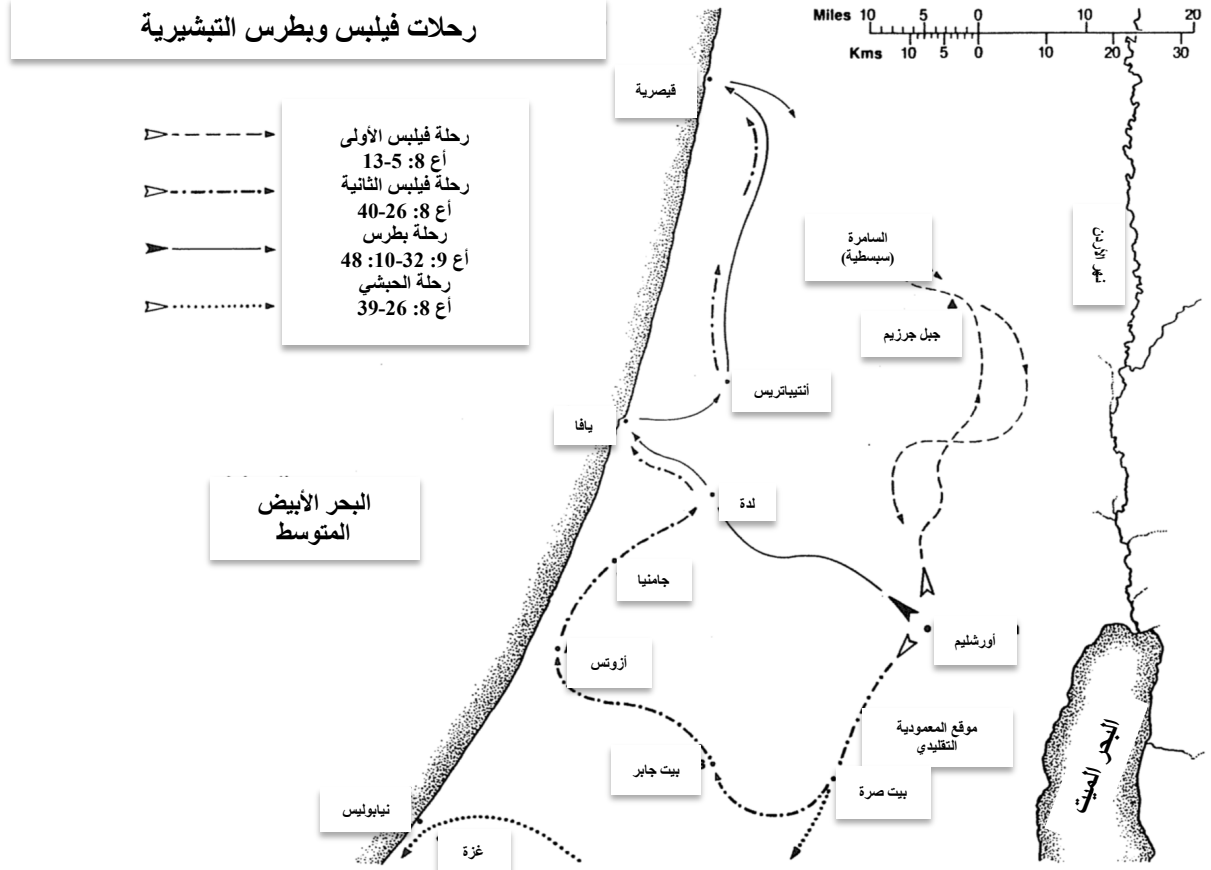 رحلات فيلبس وبطرس التبشيرية
Miles 10 5 0 10 20
Kms 10 5 0 10 20 30
قيصرية
رحلة فيلبس الأولى
أع 8: 5-13
رحلة فيلبس الثانية
أع 8: 26-40
رحلة بطرس
أع 9: 32-10: 48
رحلة الحبشي
أع 8: 26-39
السامرة
(سبسطية)
نهر الأردن
جبل جرزيم
أنتيباتريس
يافا
لدة
البحر الأبيض
المتوسط
جامنيا
أورشليم
أزوتس
موقع المعمودية
التقليدي
البحر الميت
بيت جابر
بيت صرة
نيابوليس
غزة